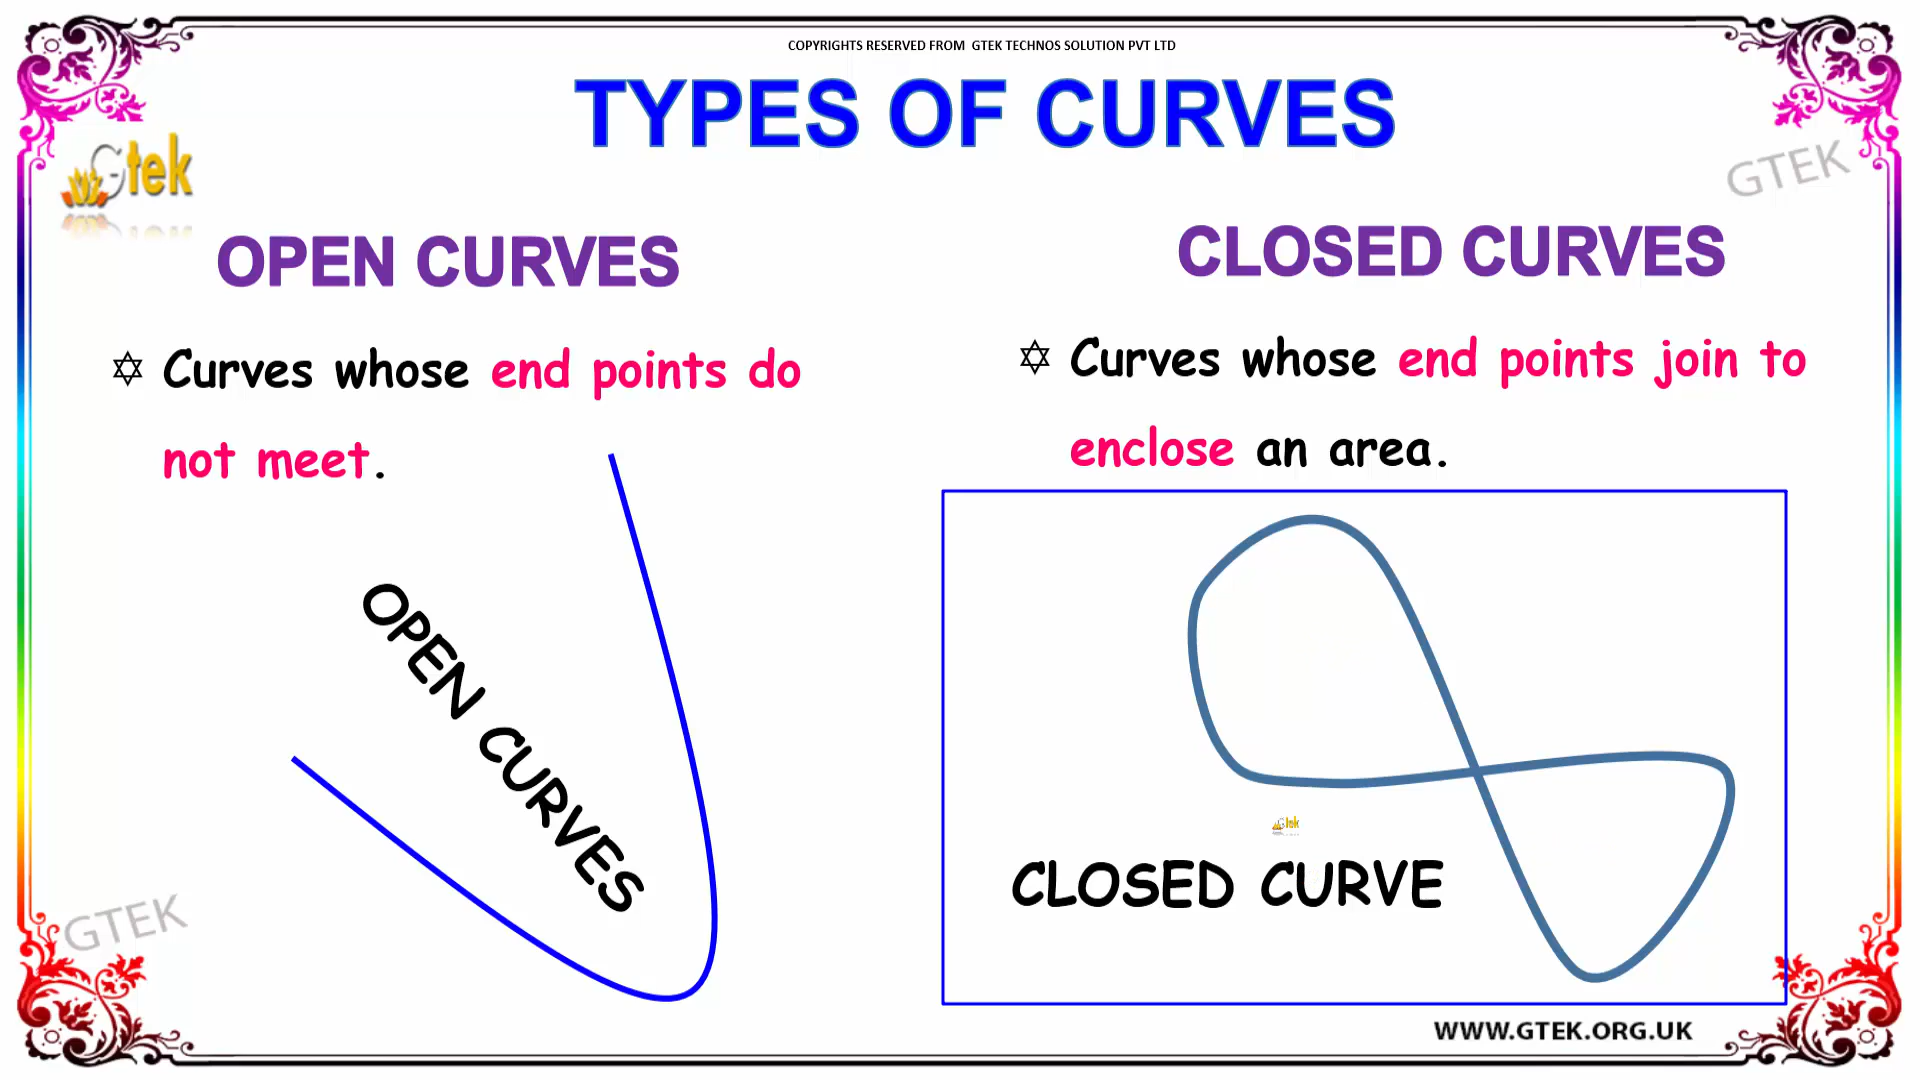 COPYRIGHTS RESERVED FROM GTEK TECHNOS SOLUTION PVT LTD
TYPES OF CURVES
Gtek
GTEK
OPEN CURVES
✡ Curves whose end points do
not meet.
OPEN CURVES
CLOSED CURVES
✡ Curves whose end points join to
enclose an area.
Gtek
CLOSED CURVE
GTEK
WWW.GTEK.ORG.UK